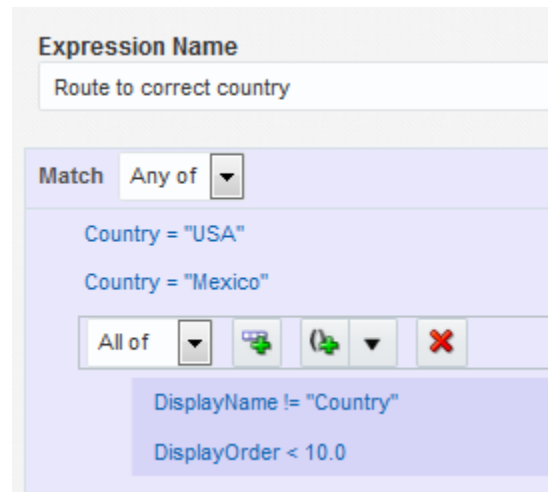 Expression Name
Route to correct country
Match Any of
Country = "USA"
Country = "Mexico"
All of
DisplayName != "Country"
DisplayOrder < 10.0